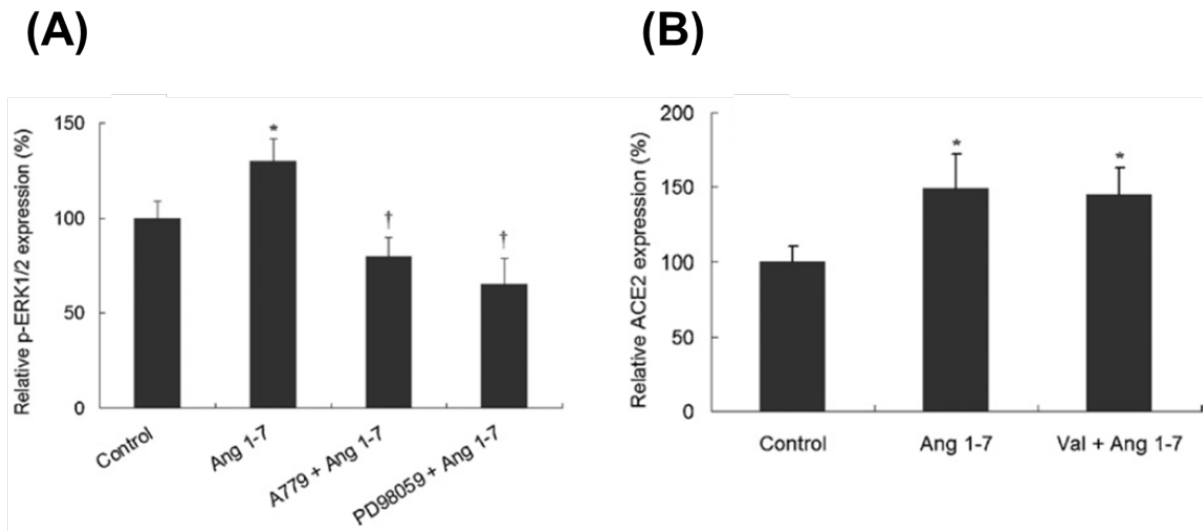 (A)
Relative p-ERK1/2 expression (%)
150
100
50
0
*
†
†
Control
Ang 1-7
A779 + Ang 1-7
PD98059 + Ang 1-7
(B)
Relative ACE2 expression (%)
200
150
100
50
0
*
*
Control
Ang 1-7
Val + Ang 1-7